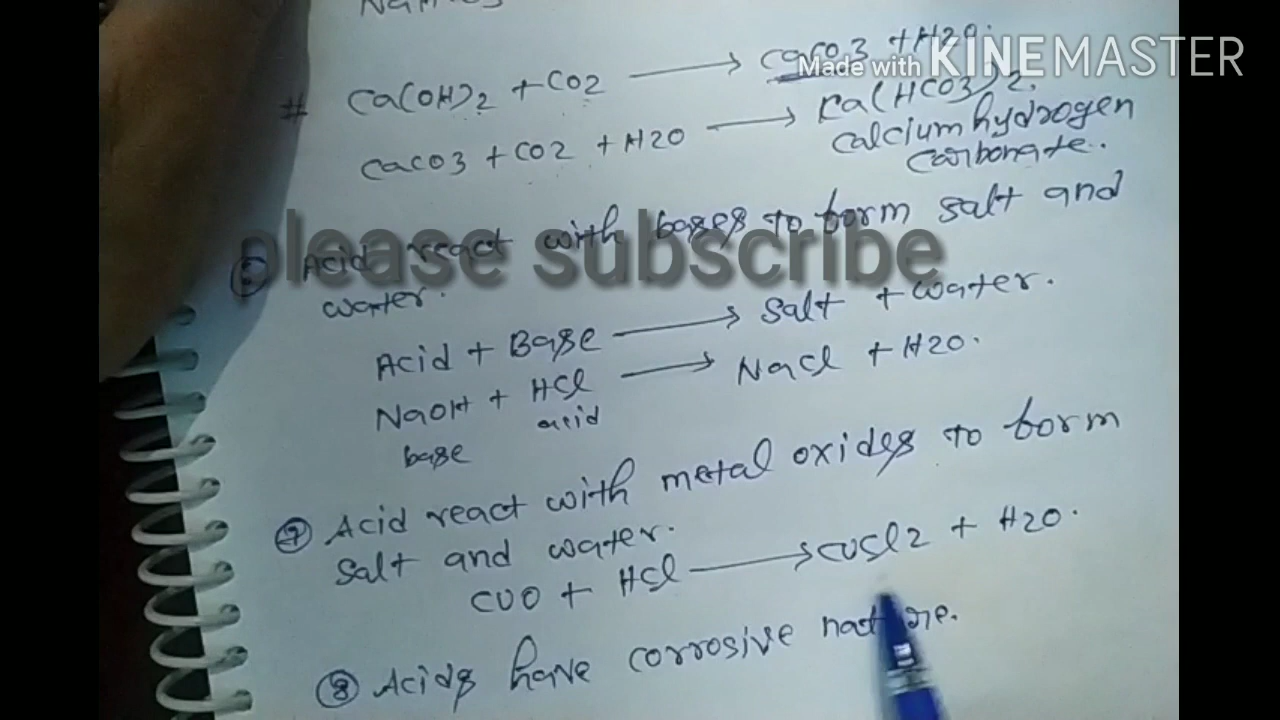 Names
# Ca(OH)2 + CO2 → CaCO3 + H2O.
Made with KINEMASTER
CaCO3 + CO2 + H2O → Ca(HCO3)2.
Calcium hydrogen
carbonate..
please subscribe
Acid react with bases to form salt and
water.
Acid + Base → Salt + water.
NaOH + HCl → NaCl + H2O.
base acid
7 Acid react with metal oxides to form
Salt and water.
CuO + HCl → CuCl2 + H2O.
8 Acids have corrosive nature.